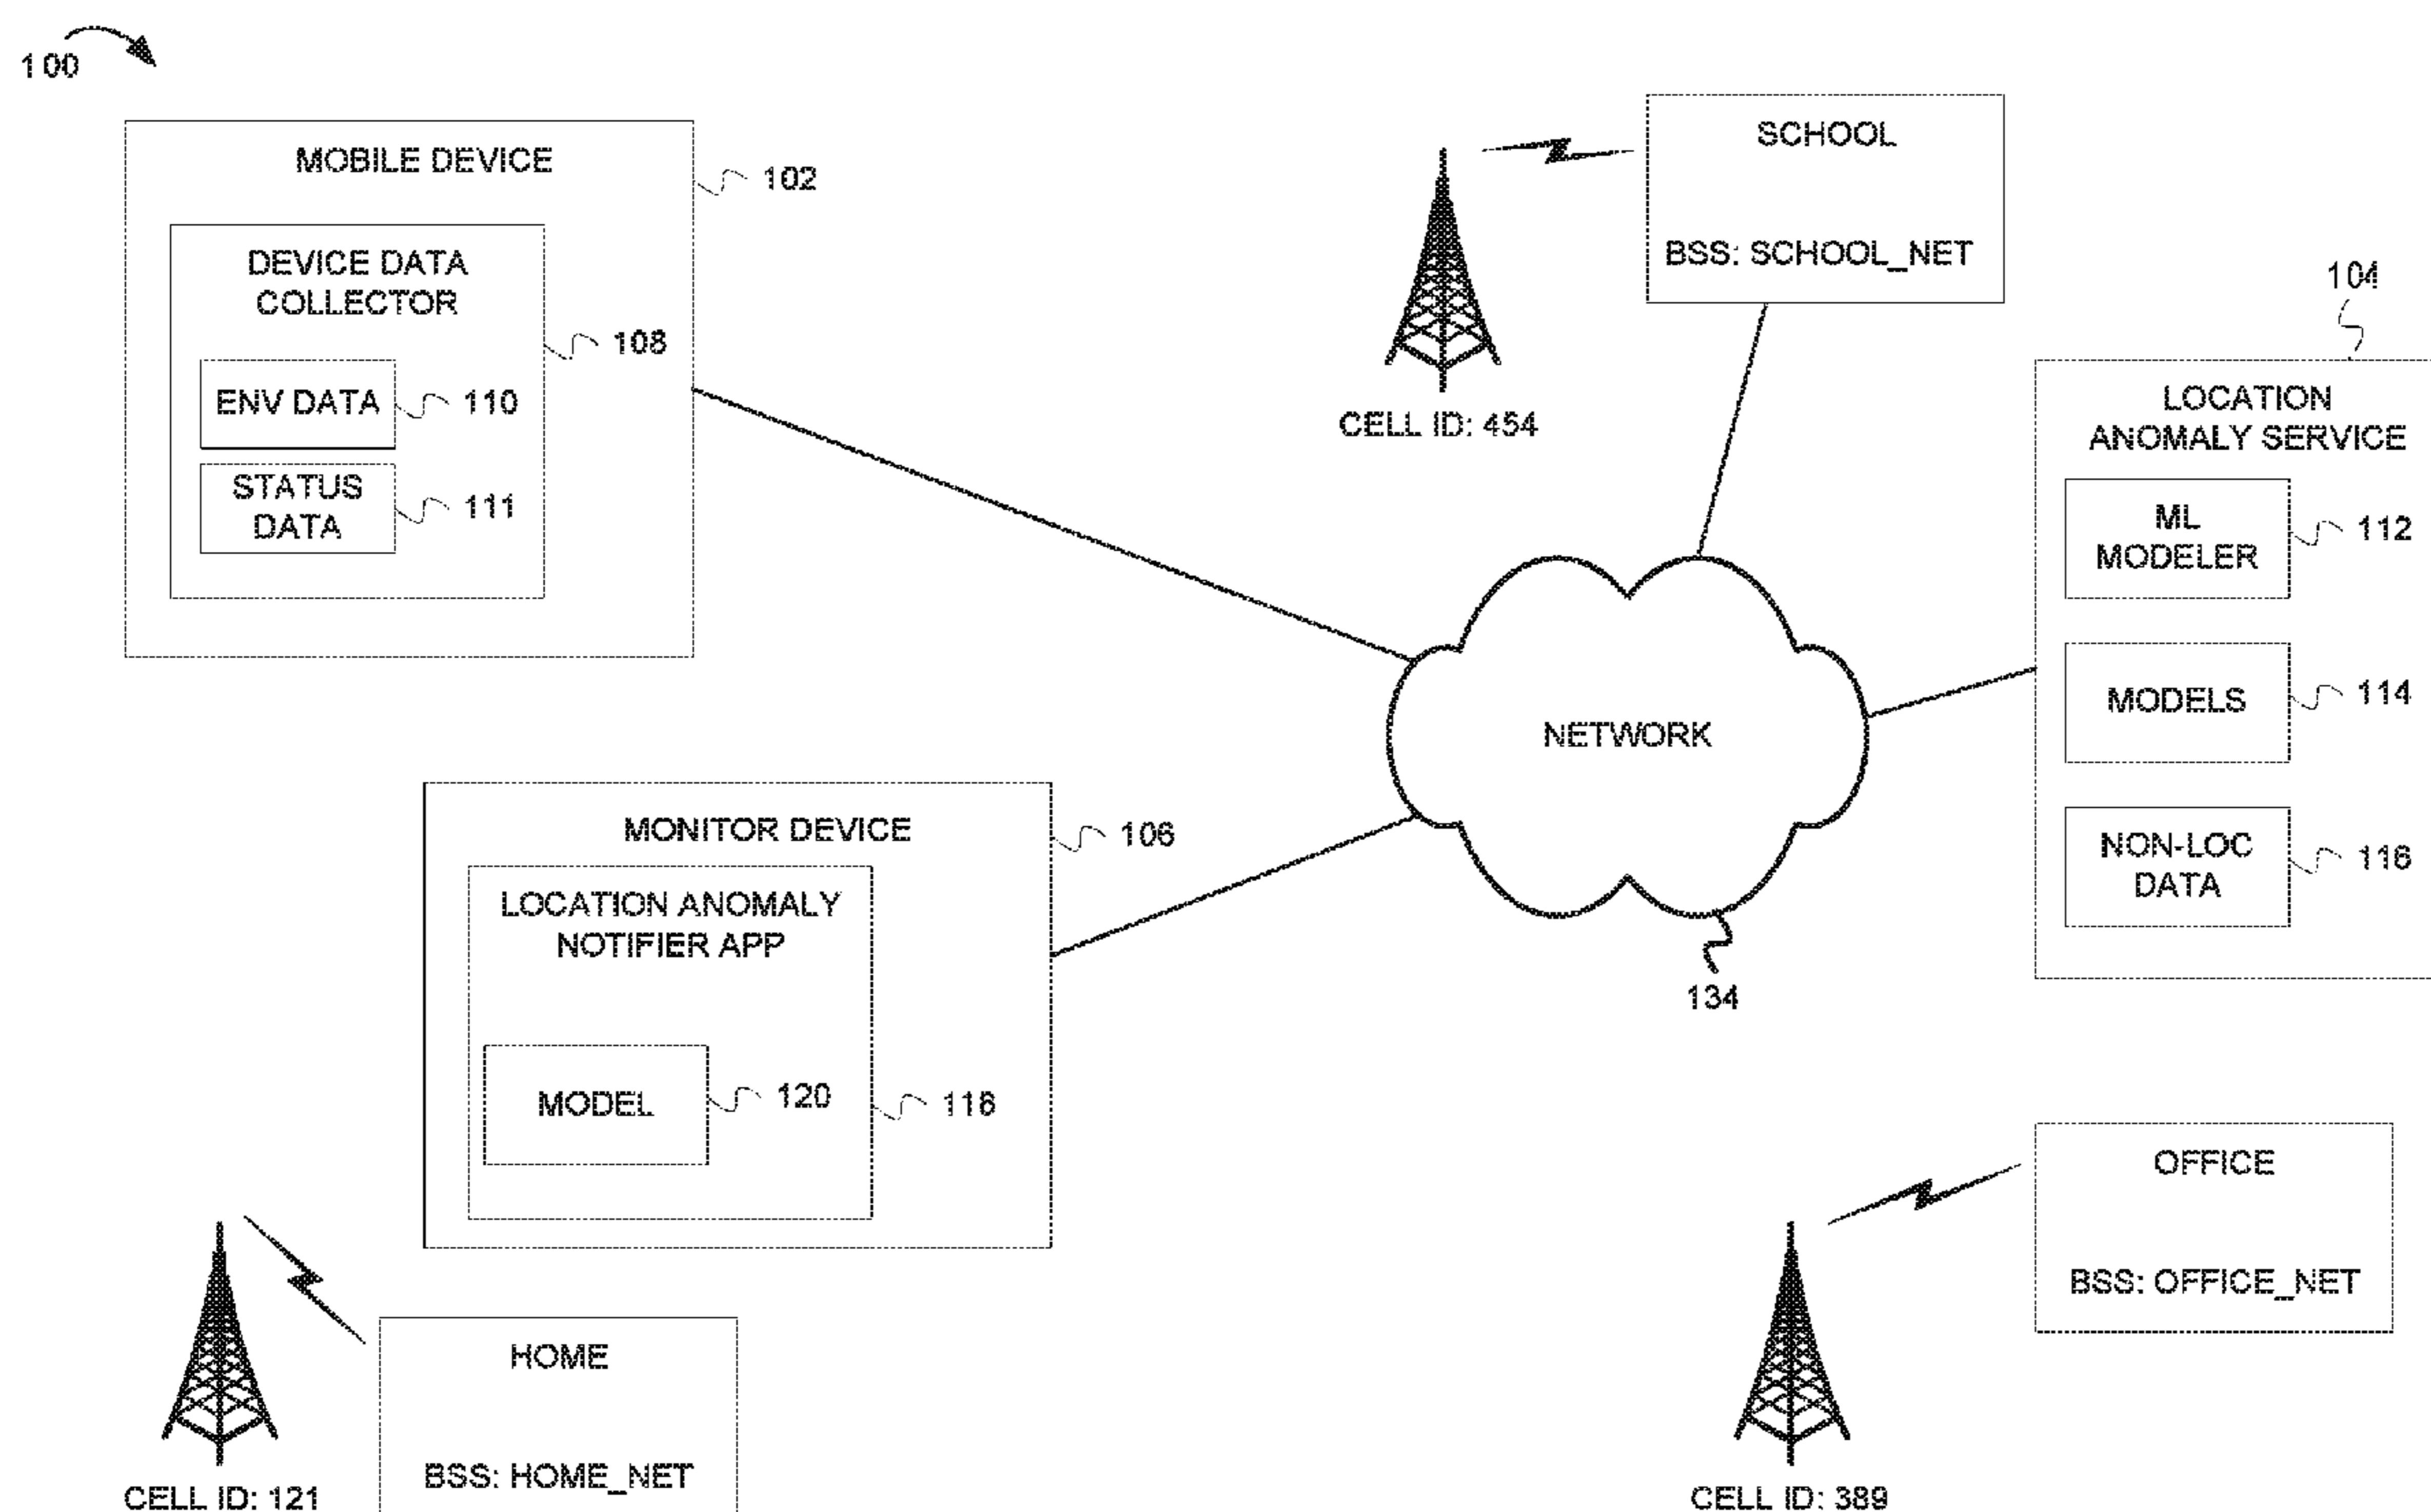 100
MOBILE DEVICE
102
DEVICE DATA
COLLECTOR
108
ENV DATA
110
STATUS
DATA
111
SCHOOL
BSS: SCHOOL_NET
CELL ID: 454
104
LOCATION
ANOMALY SERVICE
ML
MODELER
112
MODELS
114
NON-LOC
DATA
116
NETWORK
134
MONITOR DEVICE
106
LOCATION ANOMALY
NOTIFIER APP
MODEL
120
118
HOME
BSS: HOME_NET
CELL ID: 121
OFFICE
BSS: OFFICE_NET
CELL ID: 389